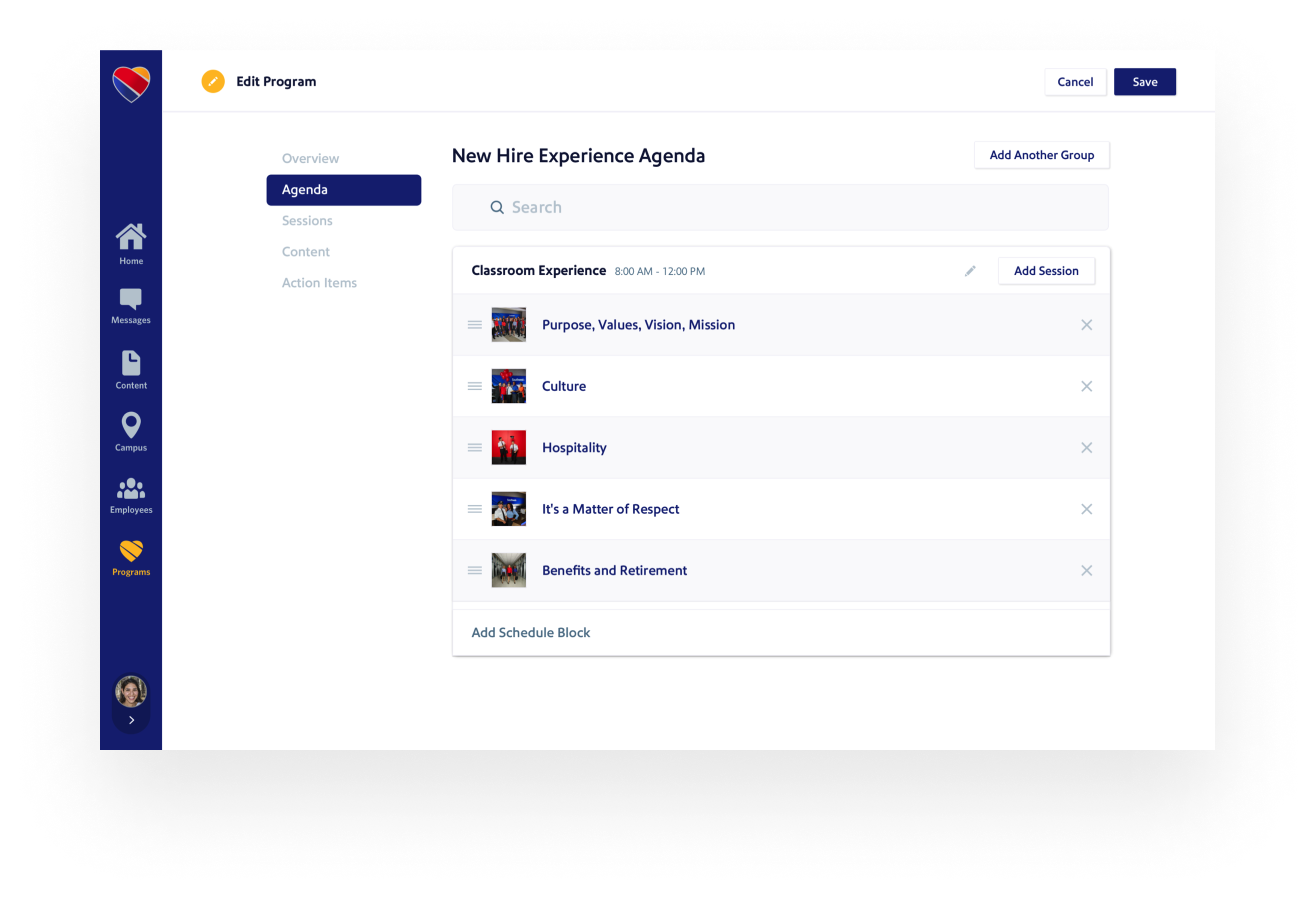 Edit Program
Cancel
Save
Home
Messages
Content
Campus
Employees
Programs
Overview
Agenda
Sessions
Content
Action Items
New Hire Experience Agenda
Add Another Group
Search
Classroom Experience 8:00 AM - 12:00 PM
Add Session
Purpose, Values, Vision, Mission
Culture
Hospitality
It's a Matter of Respect
Benefits and Retirement
Add Schedule Block